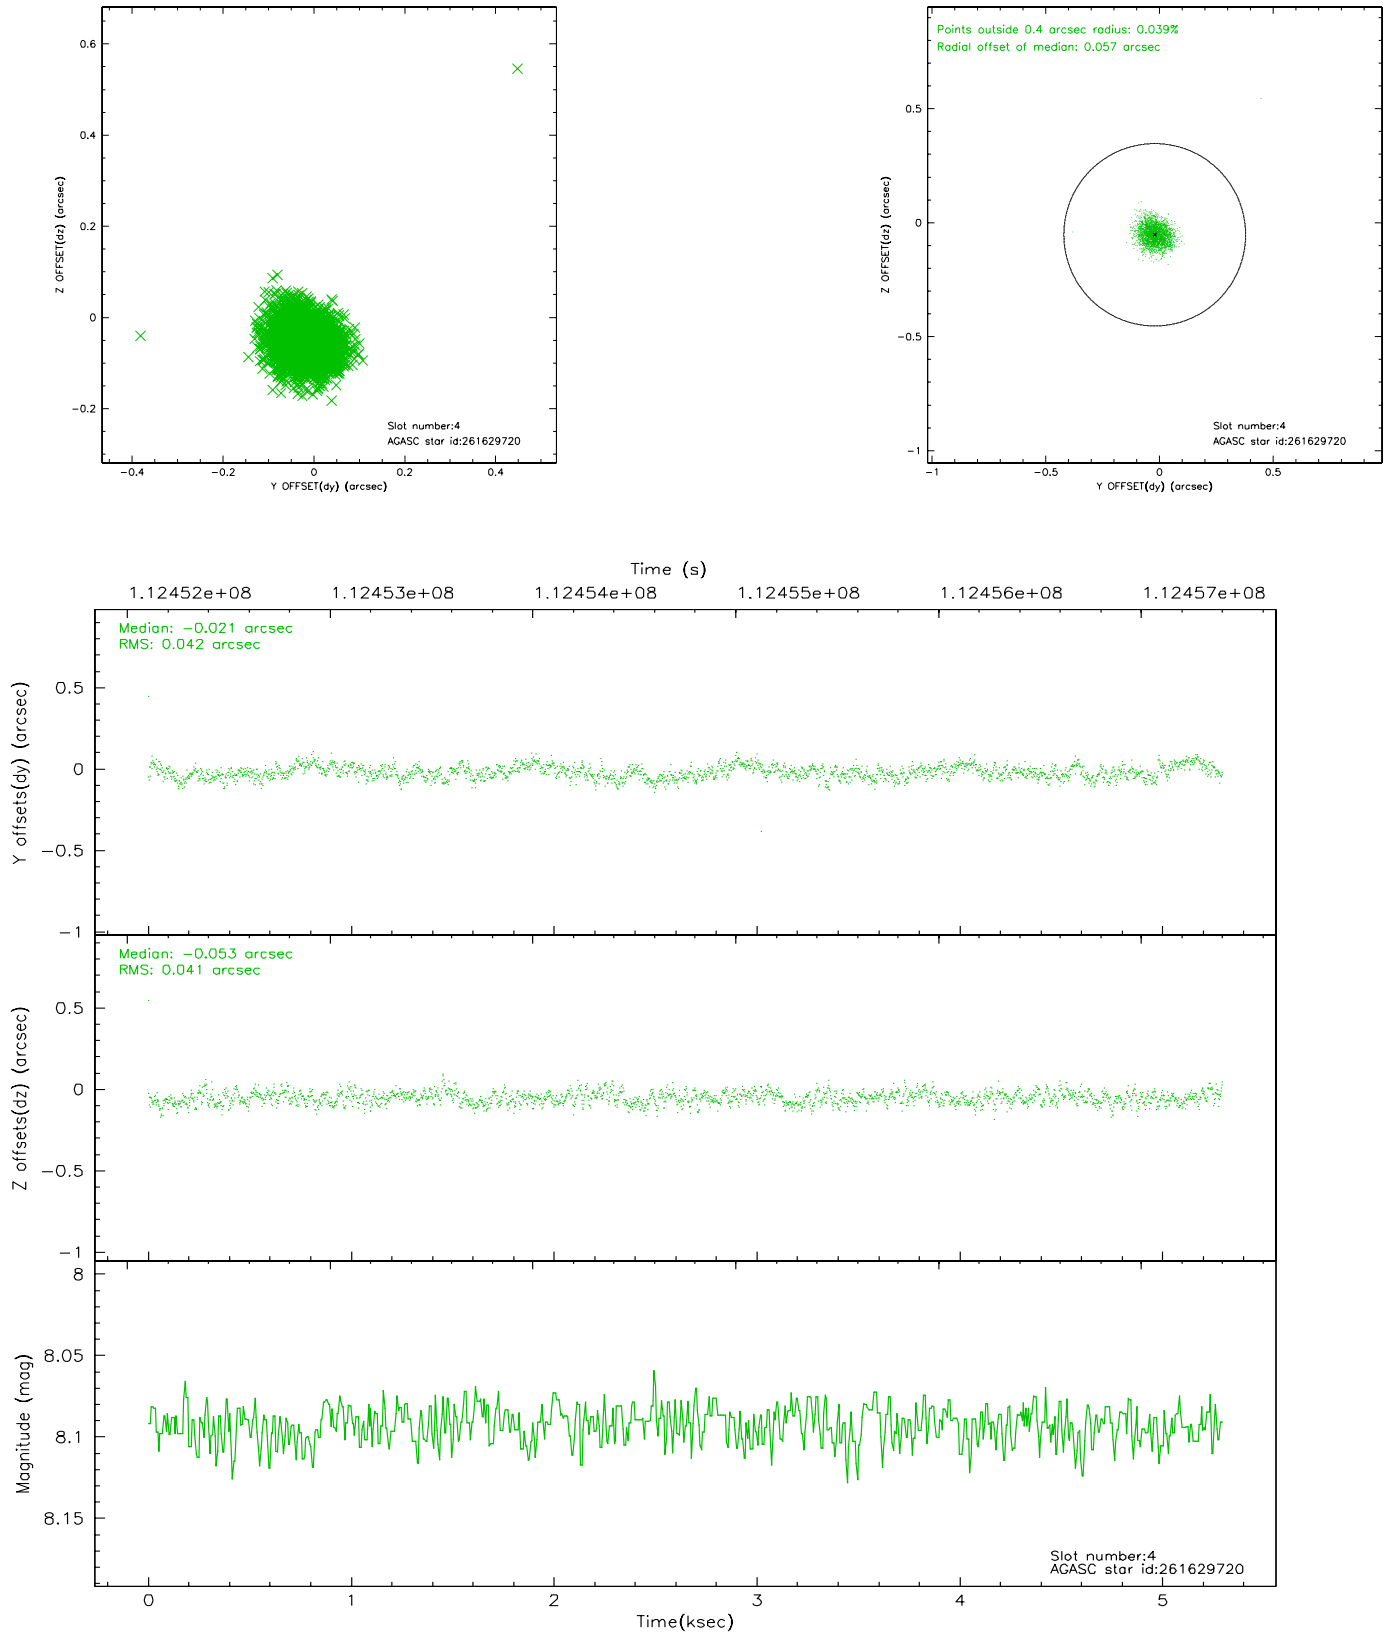 0.6
0.4
0.2
0
−0.2
Z OFFSET(dz) (arcsec)
Slot number:4
AGASC star id:261629720
−0.4
−0.2
0
0.2
0.4
Y OFFSET(dy) (arcsec)
Points outside 0.4 arcsec radius: 0.039%
Radial offset of median: 0.057 arcsec
0.5
0
−0.5
−1
Z OFFSET(dz) (arcsec)
Slot number:4
AGASC star id:261629720
−1
−0.5
0
0.5
Y OFFSET(dy) (arcsec)
Time (s)
1.12452e+08
1.12453e+08
1.12454e+08
1.12455e+08
1.12456e+08
1.12457e+08
Median: −0.021 arcsec
RMS: 0.042 arcsec
0.5
0
−0.5
−1
Y offsets(dy) (arcsec)
Median: −0.053 arcsec
RMS: 0.041 arcsec
0.5
0
−0.5
−1
Z offsets(dz) (arcsec)
8
8.05
8.1
8.15
Magnitude (mag)
Slot number:4
AGASC star id:261629720
0
1
2
3
4
5
Time(ksec)